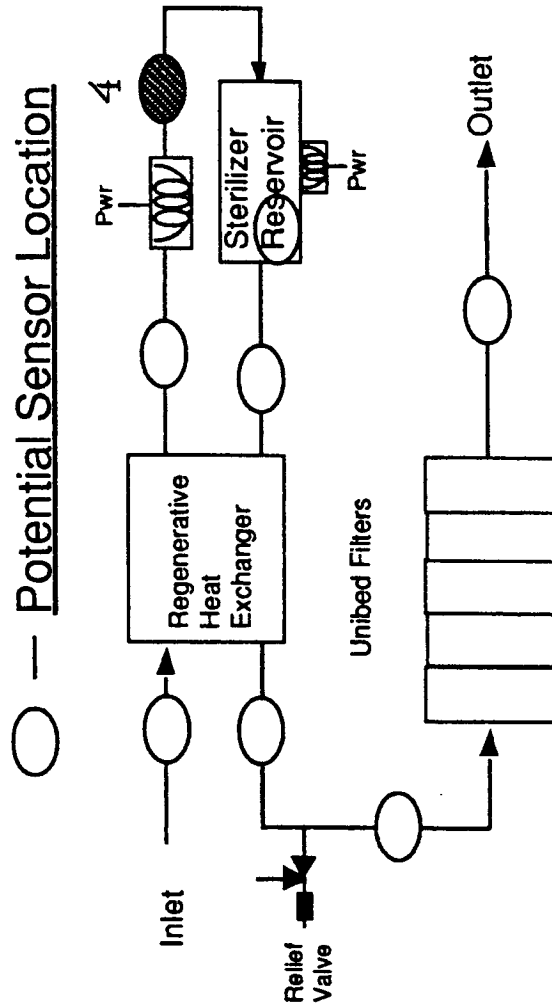 — Potential Sensor Location
4
Pwr
Sterilizer
Reservoir
Pwr
Regenerative
Heat
Exchanger
Inlet
Relief
Valve
Unibed Filters
Outlet